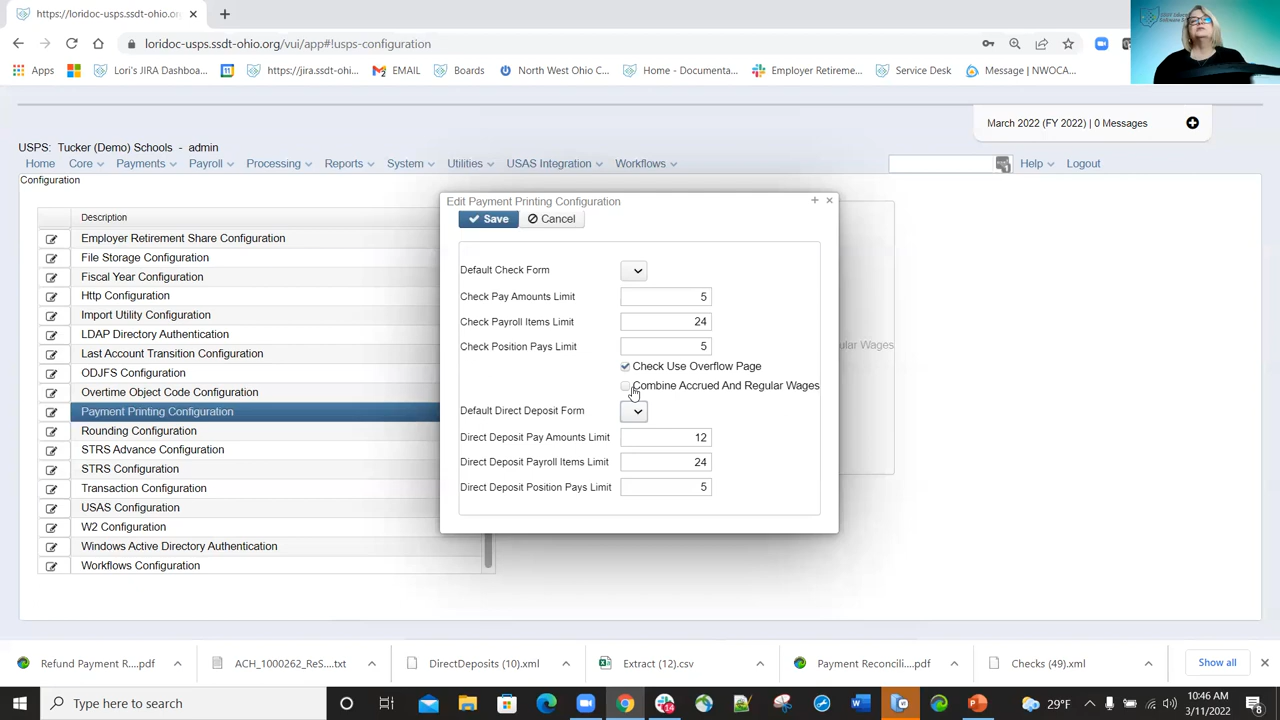 https://loridoc-usps.ssdt-ohio.org
loridoc-usps.ssdt-ohio.org/vui/app#!usps-configuration
Apps Lori's JIRA Dashboa... https://jira.ssdt-ohi... EMAIL Boards North West Ohio C... Home - Documenta... Employer Retireme... Service Desk Message | NWOCA...
March 2022 (FY 2022) | 0 Messages
USPS: Tucker (Demo) Schools - admin
Home Core Payments Payroll Processing Reports System Utilities USAS Integration Workflows Help Logout
Configuration
Description
Employer Retirement Share Configuration
File Storage Configuration
Fiscal Year Configuration
Http Configuration
Import Utility Configuration
LDAP Directory Authentication
Last Account Transition Configuration
ODJFS Configuration
Overtime Object Code Configuration
Payment Printing Configuration
Rounding Configuration
STRS Advance Configuration
STRS Configuration
Transaction Configuration
USAS Configuration
W2 Configuration
Windows Active Directory Authentication
Workflows Configuration
Edit Payment Printing Configuration
Save Cancel
Default Check Form
Check Pay Amounts Limit 5
Check Payroll Items Limit 24
Check Position Pays Limit 5
Check Use Overflow Page
Combine Accrued And Regular Wages
Default Direct Deposit Form
Direct Deposit Pay Amounts Limit 12
Direct Deposit Payroll Items Limit 24
Direct Deposit Position Pays Limit 5
ular Wages
Refund Payment R....pdf ACH_1000262_ReS....txt DirectDeposits (10).xml Extract (12).csv Payment Reconcili....pdf Checks (49).xml Show all
Type here to search
29°F
10:46 AM
3/11/2022
8